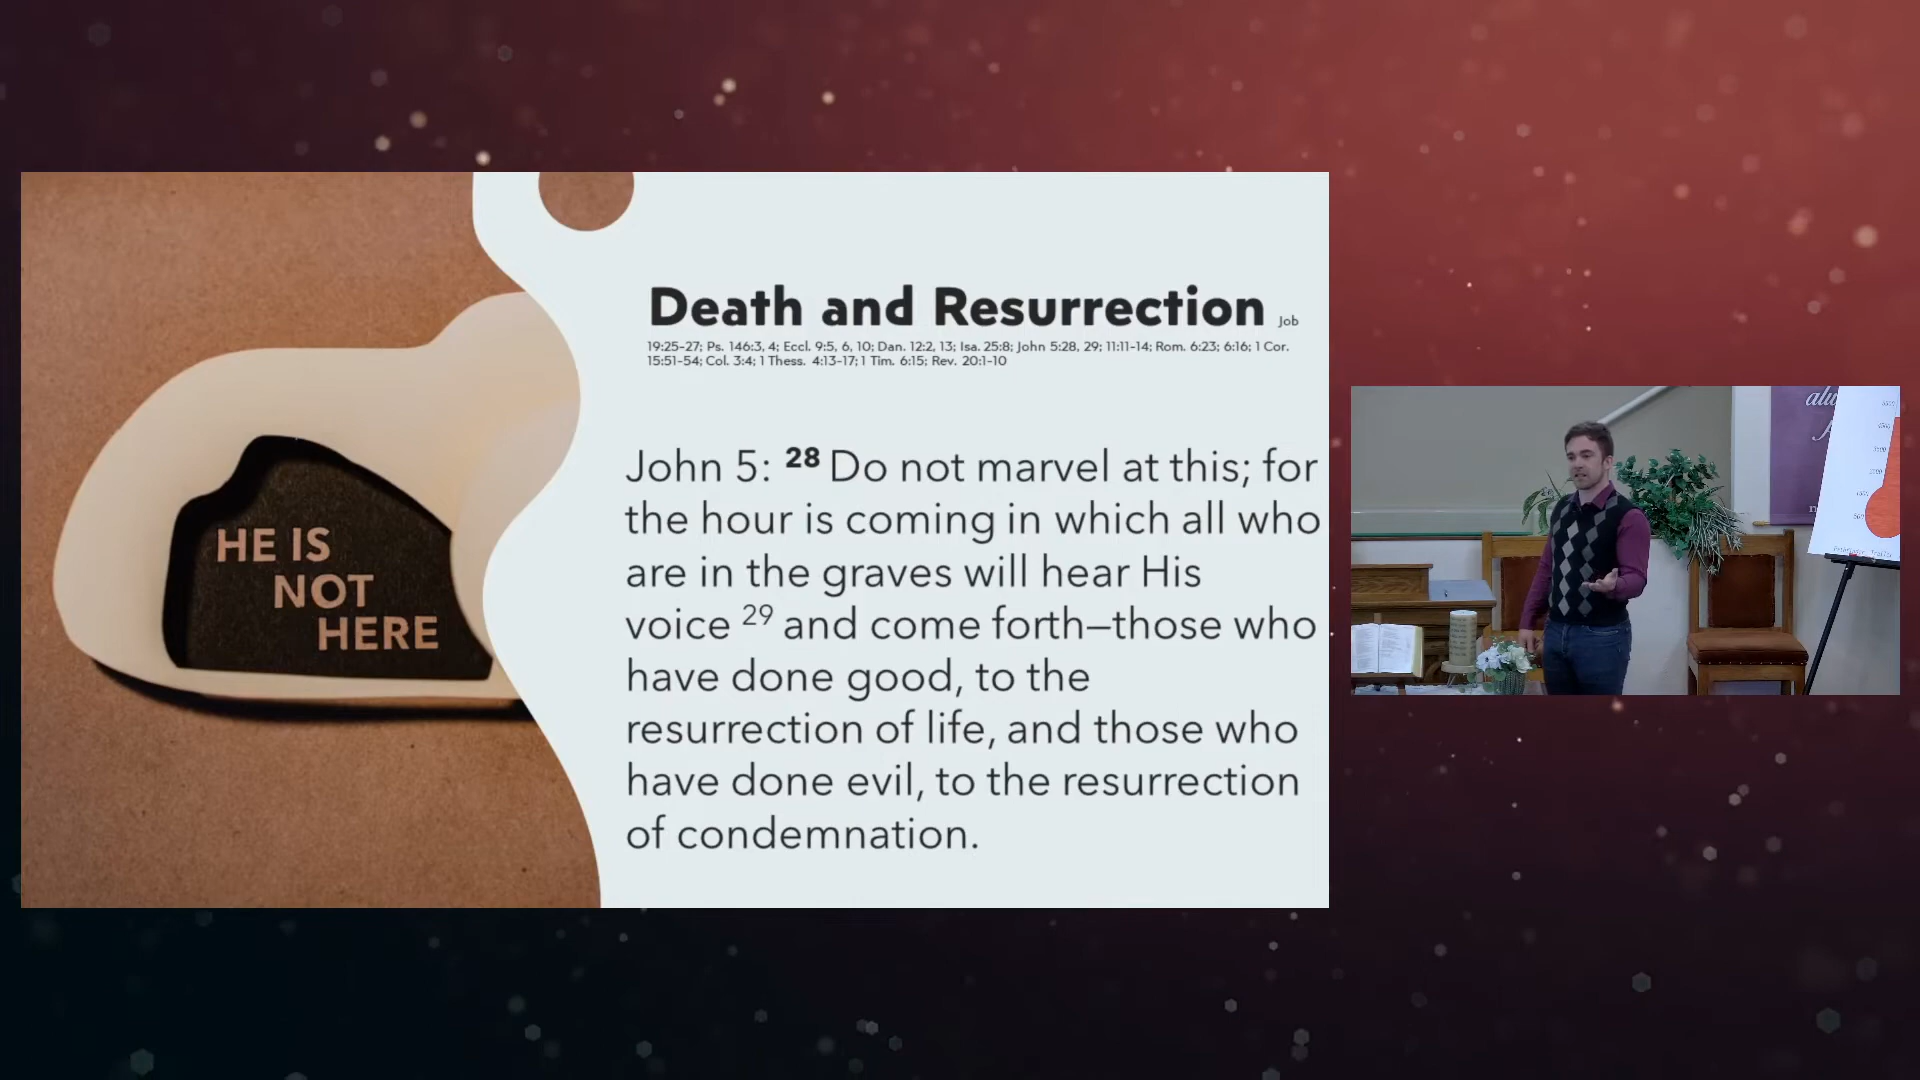 HE IS
NOT
HERE
Death and Resurrection Job
19:25-27; Ps. 146:3, 4; Eccl. 9:5, 6, 10; Dan. 12:2, 13; Isa. 25:8; John 5:28, 29; 11:11-14; Rom. 6:23; 6:16; 1 Cor.
15:51-54; Col. 3:4; 1 Thess. 4:13-17; 1 Tim. 6:15; Rev. 20:1-10
John 5: 28 Do not marvel at this; for
the hour is coming in which all who
are in the graves will hear His
voice 29 and come forth—those who
have done good, to the
resurrection of life, and those who
have done evil, to the resurrection
of condemnation.